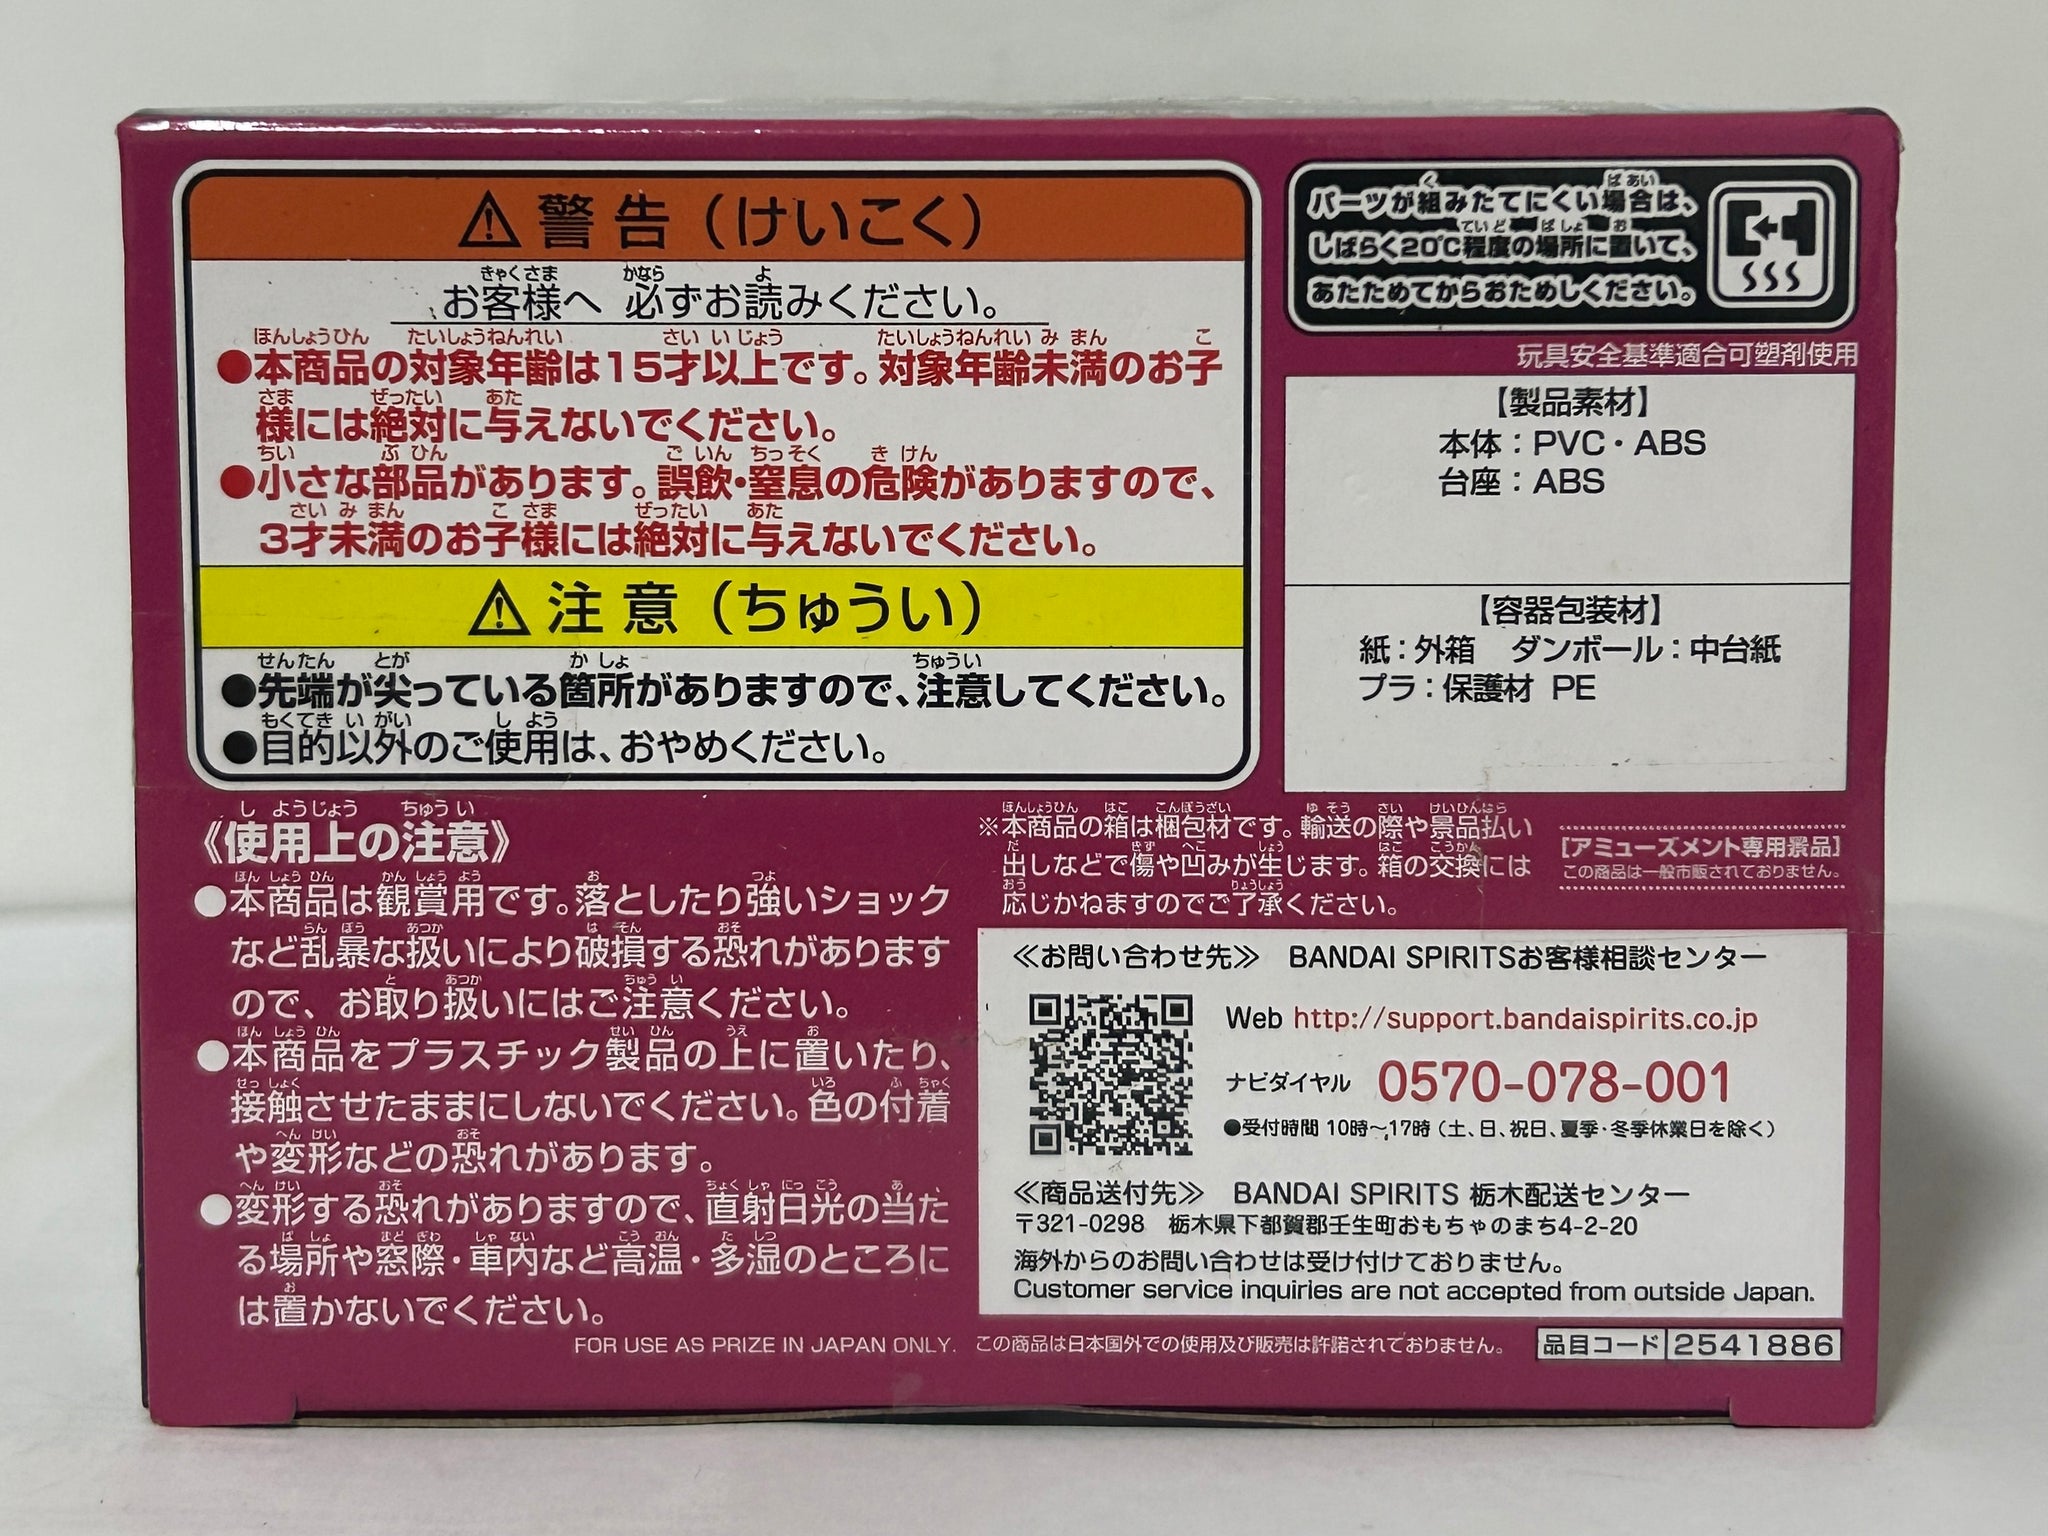 ⚠警告（けいこく）
お客様へ 必ずお読みください。
●本商品の対象年齢は15才以上です。対象年齢未満のお子
様には絶対に与えないでください。
●小さな部品があります。誤飲・窒息の危険がありますので、
3才未満のお子様には絶対に与えないでください。
⚠注意（ちゅうい）
●先端が尖っている箇所がありますので、注意してください。
●目的以外のご使用は、おやめください。
パーツが組みたてにくい場合は、
しばらく20℃程度の場所に置いて、
あたためてからおためしください。
玩具安全基準適合可塑剤使用
【製品素材】
本体：PVC・ABS
台座：ABS
【容器包装材】
紙：外箱　ダンボール：中台紙
プラ：保護材 PE
《使用上の注意》
●本商品は観賞用です。落としたり強いショック
など乱暴な扱いにより破損する恐れがあります
ので、お取り扱いにはご注意ください。
●本商品をプラスチック製品の上に置いたり、
接触させたままにしないでください。色の付着
や変形などの恐れがあります。
●変形する恐れがありますので、直射日光の当た
る場所や窓際・車内など高温・多湿のところに
は置かないでください。
※本商品の箱は梱包材です。輸送の際や景品払い
出しなどで傷や凹みが生じます。箱の交換には
応じかねますのでご了承ください。
［アミューズメント専用景品］
この商品は一般市販されておりません。
≪お問い合わせ先≫　BANDAI SPIRITSお客様相談センター
Web http://support.bandaispirits.co.jp
ナビダイヤル 0570-078-001
●受付時間 10時〜17時（土、日、祝日、夏季・冬季休業日を除く）
≪商品送付先≫　BANDAI SPIRITS 栃木配送センター
〒321-0298　栃木県下都賀郡壬生町おもちゃのまち4-2-20
海外からのお問い合わせは受け付けておりません。
Customer service inquiries are not accepted from outside Japan.
FOR USE AS PRIZE IN JAPAN ONLY.　この商品は日本国外での使用及び販売は許諾されておりません。
品目コード 2541886